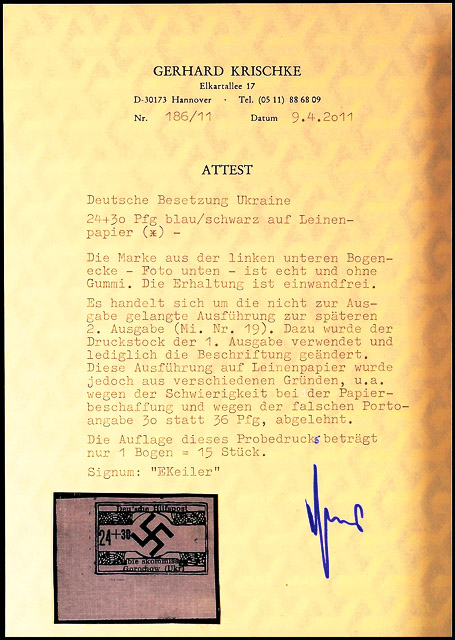 GERHARD KRISCHKE
Elkartallee 17
D-30173 Hannover · Tel. (05 11) 88 68 09
Nr. 186/11 Datum 9.4.2o11
ATTEST
Deutsche Besetzung Ukraine
24+3o Pfg blau/schwarz auf Leinen-
papier (x) -
Die Marke aus der linken unteren Bogen-
ecke - Foto unten - ist echt und ohne
Gummi. Die Erhaltung ist einwandfrei.
Es handelt sich um die nicht zur Aus-
gabe gelangte Ausführung zur späteren
2. Ausgabe (Mi. Nr. 19). Dazu wurde der
Druckstock der 1. Ausgabe verwendet und
lediglich die Beschriftung geändert.
Diese Ausführung auf Leinenpapier wurde
jedoch aus verschiedenen Gründen, u.a.
wegen der Schwierigkeit bei der Papier-
beschaffung und wegen der falschen Porto-
angabe 3o statt 36 Pfg, abgelehnt.
Die Auflage dieses Probedrucks beträgt
nur 1 Bogen = 15 Stück.
Signum: "EKeiler"
Deutsche Hilfspost
24+30
Gorochow (Ukr)